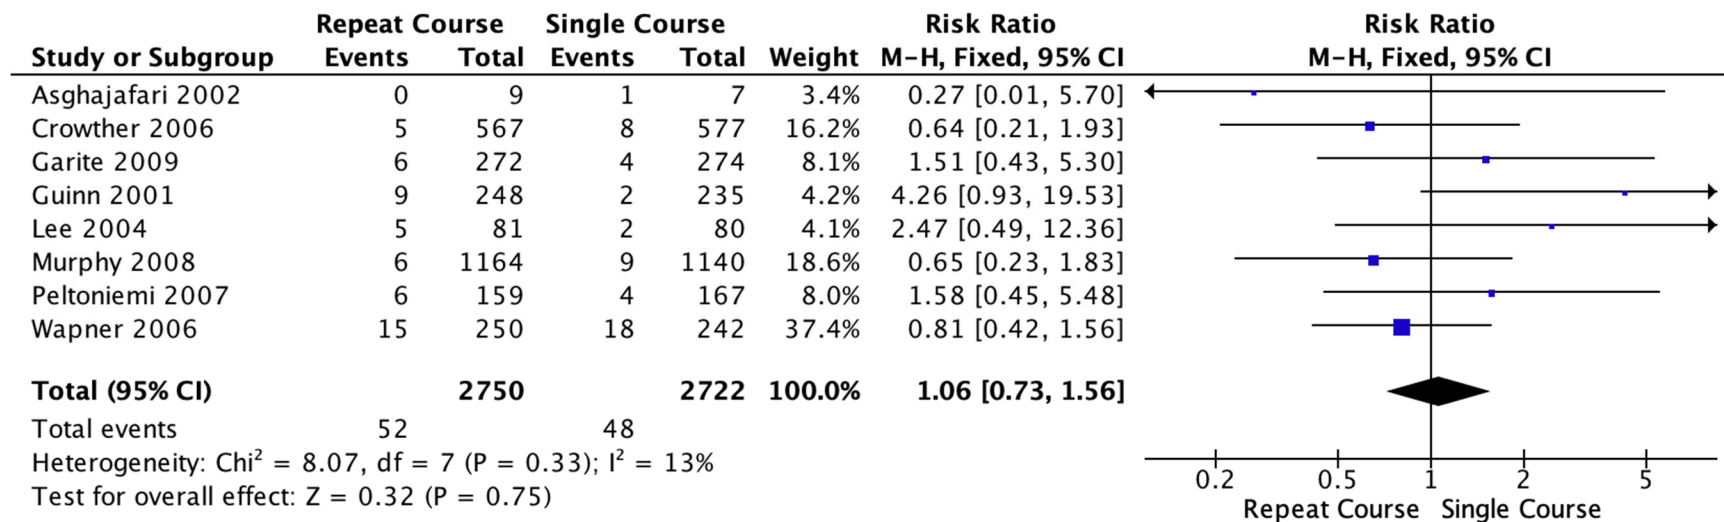 Repeat Course Single Course Risk Ratio Risk Ratio
Study or Subgroup Events Total Events Total Weight M-H, Fixed, 95% CI M-H, Fixed, 95% CI
Asghajafari 2002 0 9 1 7 3.4% 0.27 [0.01, 5.70]
Crowther 2006 5 567 8 577 16.2% 0.64 [0.21, 1.93]
Garite 2009 6 272 4 274 8.1% 1.51 [0.43, 5.30]
Guinn 2001 9 248 2 235 4.2% 4.26 [0.93, 19.53]
Lee 2004 5 81 2 80 4.1% 2.47 [0.49, 12.36]
Murphy 2008 6 1164 9 1140 18.6% 0.65 [0.23, 1.83]
Peltoniemi 2007 6 159 4 167 8.0% 1.58 [0.45, 5.48]
Wapner 2006 15 250 18 242 37.4% 0.81 [0.42, 1.56]
Total (95% CI) 2750 2722 100.0% 1.06 [0.73, 1.56]
Total events 52 48
Heterogeneity: Chi² = 8.07, df = 7 (P = 0.33); I² = 13%
Test for overall effect: Z = 0.32 (P = 0.75)
0.2 0.5 1 2 5
Repeat Course Single Course